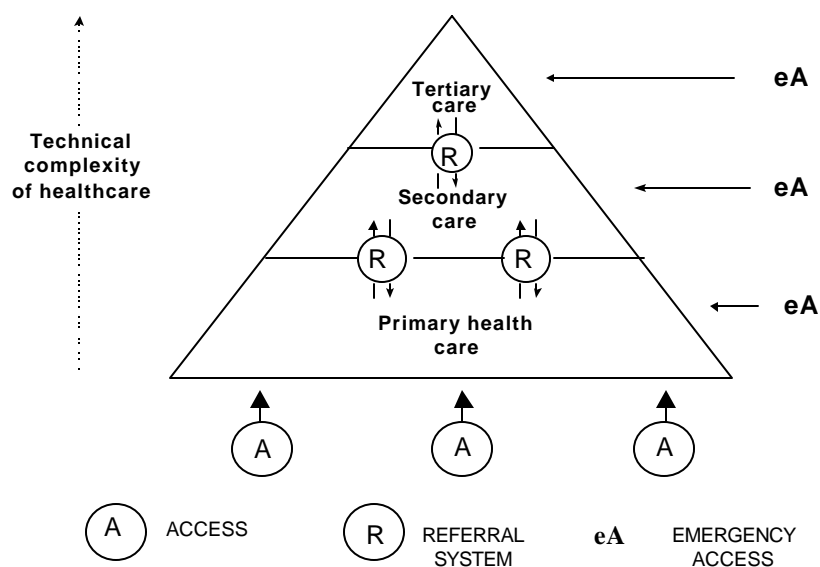 Tertiary
care
eA
Technical
complexity
of healthcare
R
Secondary
care
eA
R
R
eA
Primary health
care
A
A
A
A
ACCESS
R
REFERRAL
SYSTEM
eA
EMERGENCY
ACCESS